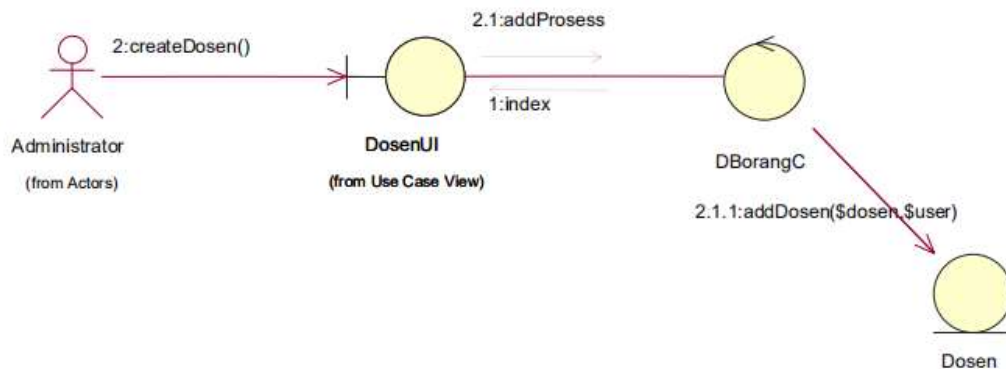 2.1:addProsess
2:createDosen()
1:index
Administrator
(from Actors)
DosenUI
(from Use Case View)
DBorangC
2.1.1:addDosen($dosen,$user)
Dosen